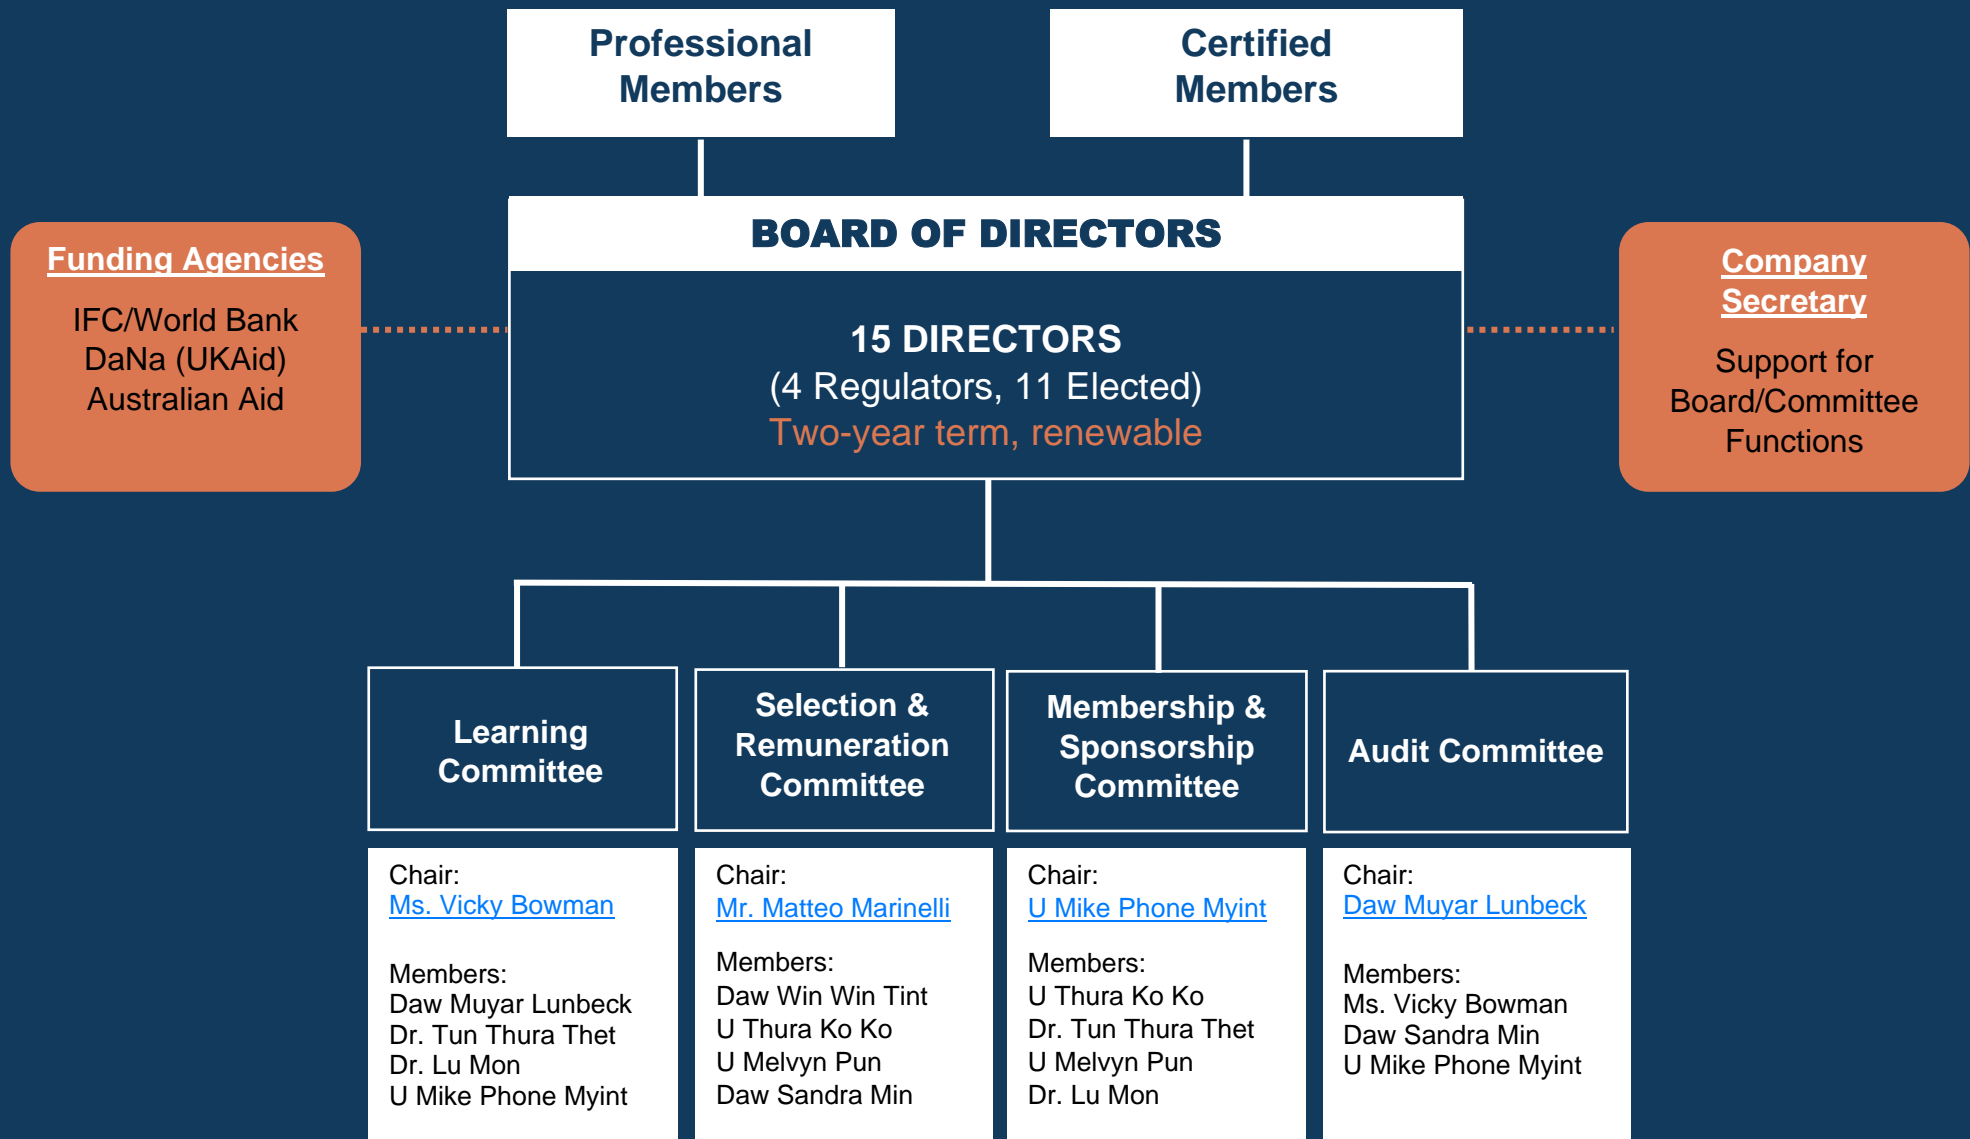 Professional
Members
Certified
Members
BOARD OF DIRECTORS
15 DIRECTORS
(4 Regulators, 11 Elected)
Two-year term, renewable
Funding Agencies
IFC/World Bank
DaNa (UKAid)
Australian Aid
Company
Secretary
Support for
Board/Committee
Functions
Learning
Committee
Selection &
Remuneration
Committee
Membership &
Sponsorship
Committee
Audit Committee
Chair:
Ms. Vicky Bowman
Members:
Daw Muyar Lunbeck
Dr. Tun Thura Thet
Dr. Lu Mon
U Mike Phone Myint
Chair:
Mr. Matteo Marinelli
Members:
Daw Win Win Tint
U Thura Ko Ko
U Melvyn Pun
Daw Sandra Min
Chair:
U Mike Phone Myint
Members:
U Thura Ko Ko
Dr. Tun Thura Thet
U Melvyn Pun
Dr. Lu Mon
Chair:
Daw Muyar Lunbeck
Members:
Ms. Vicky Bowman
Daw Sandra Min
U Mike Phone Myint